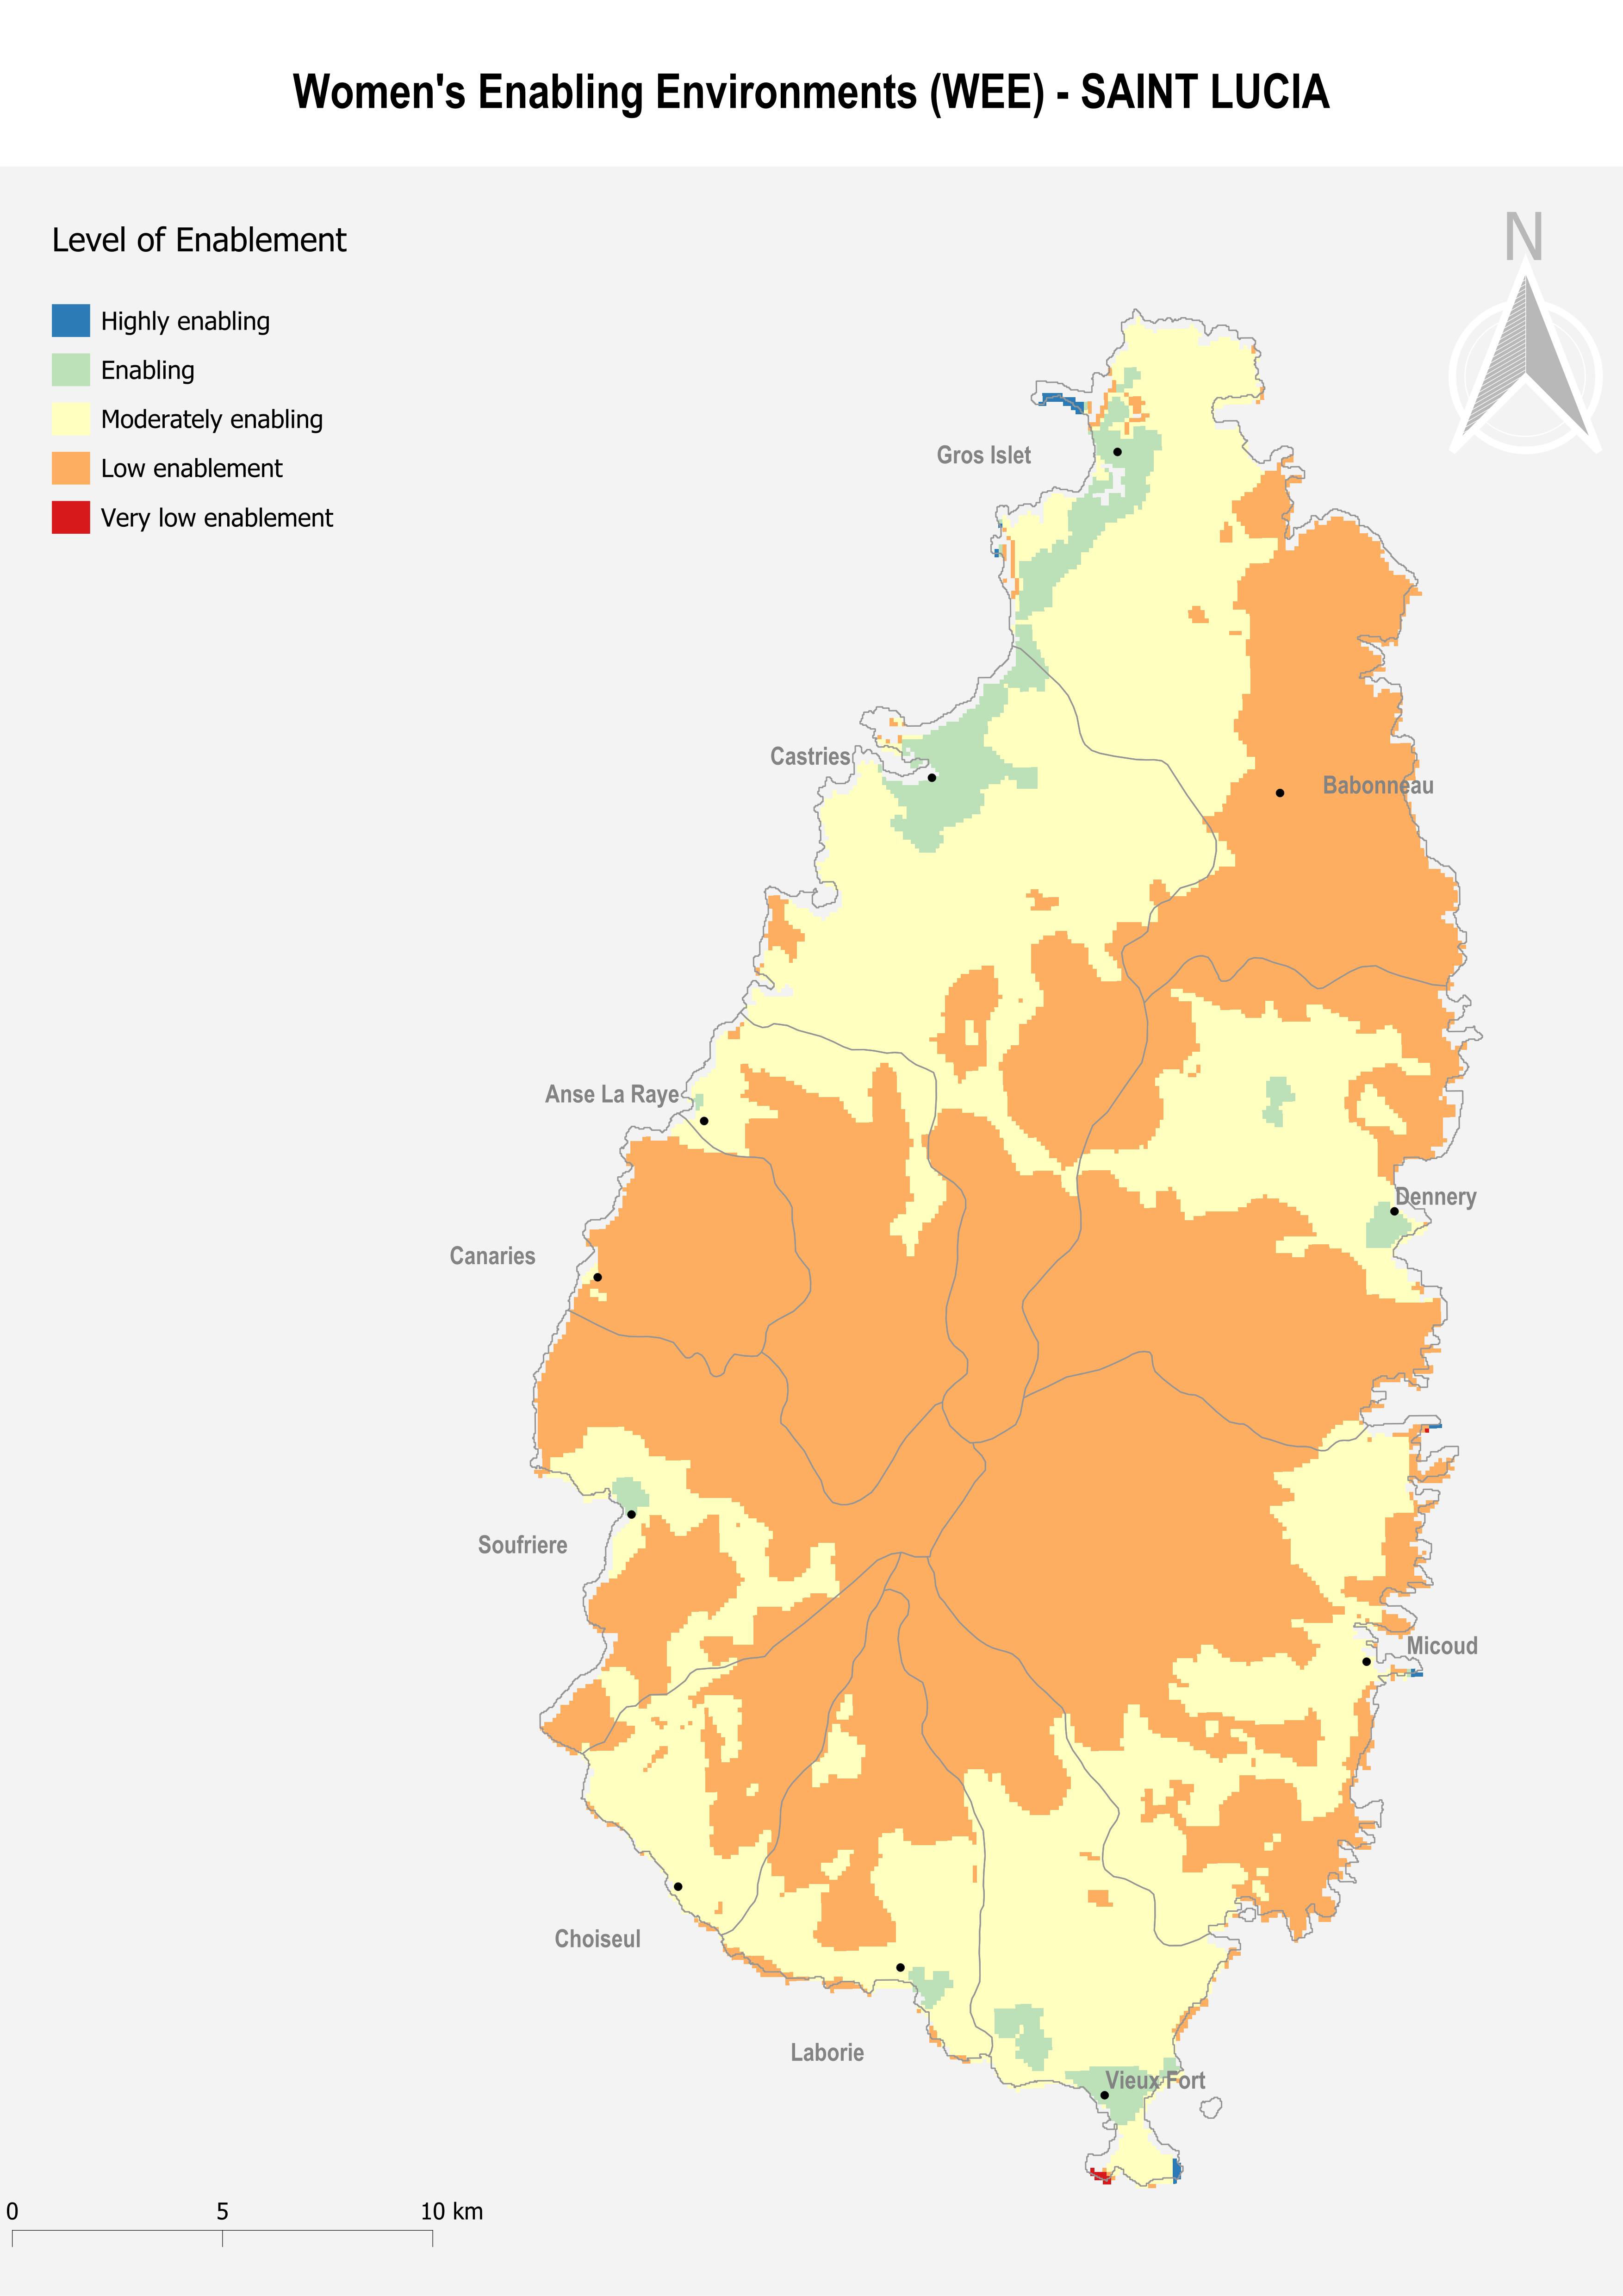 Women's Enabling Environments (WEE) - SAINT LUCIA
Level of Enablement
Highly enabling
Enabling
Moderately enabling
Low enablement
Very low enablement
N
Gros Islet
Castries
Babonneau
Anse La Raye
Dennery
Canaries
Soufriere
Micoud
Choiseul
Laborie
Vieux Fort
0 5 10 km